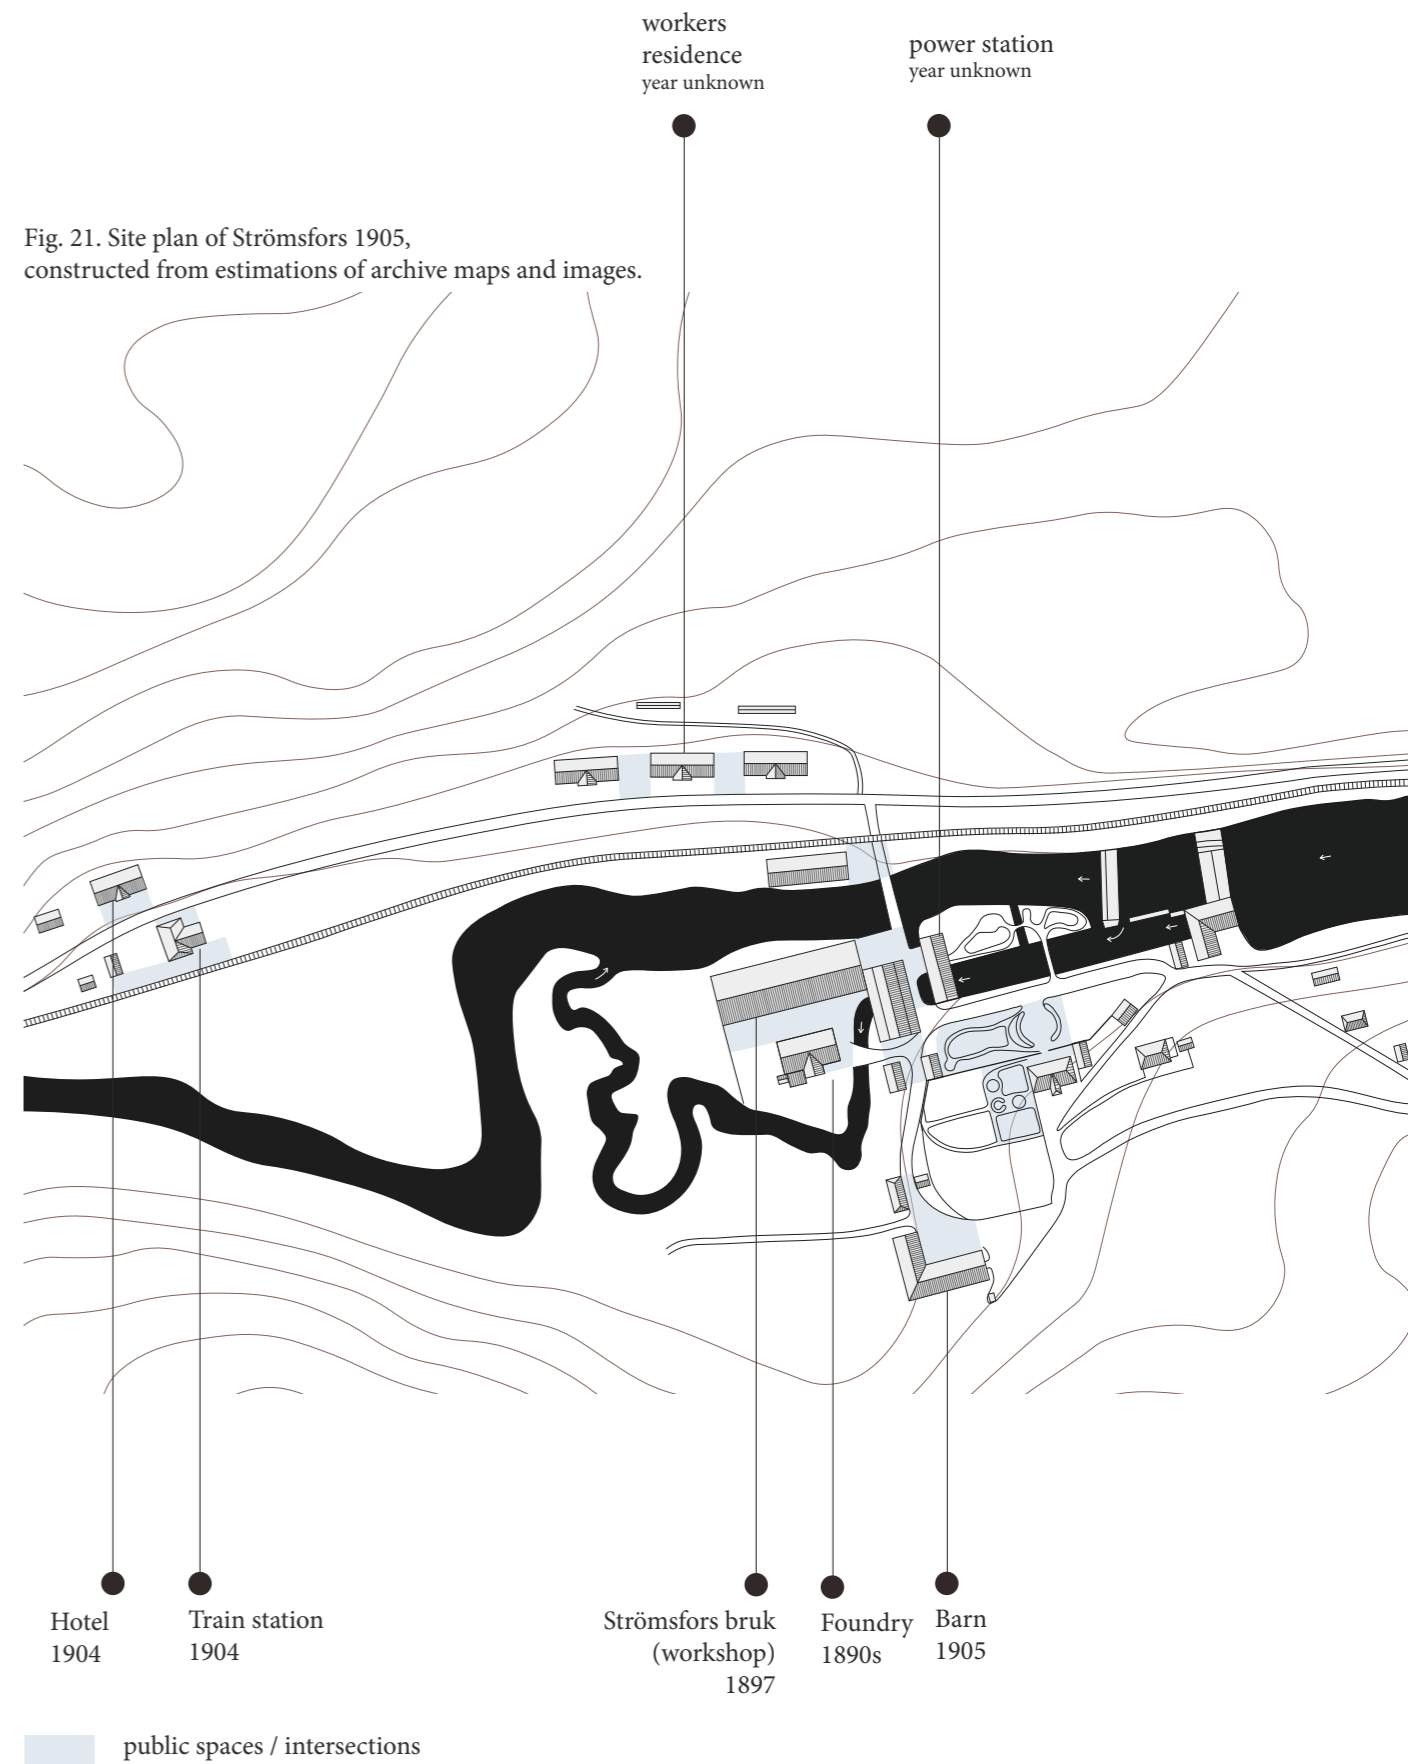 workers
residence
year unknown
power station
year unknown
Fig. 21. Site plan of Strömsfors 1905,
constructed from estimations of archive maps and images.
Hotel
1904
Train station
1904
Strömsfors bruk
(workshop)
1897
Foundry
1890s
Barn
1905
public spaces / intersections